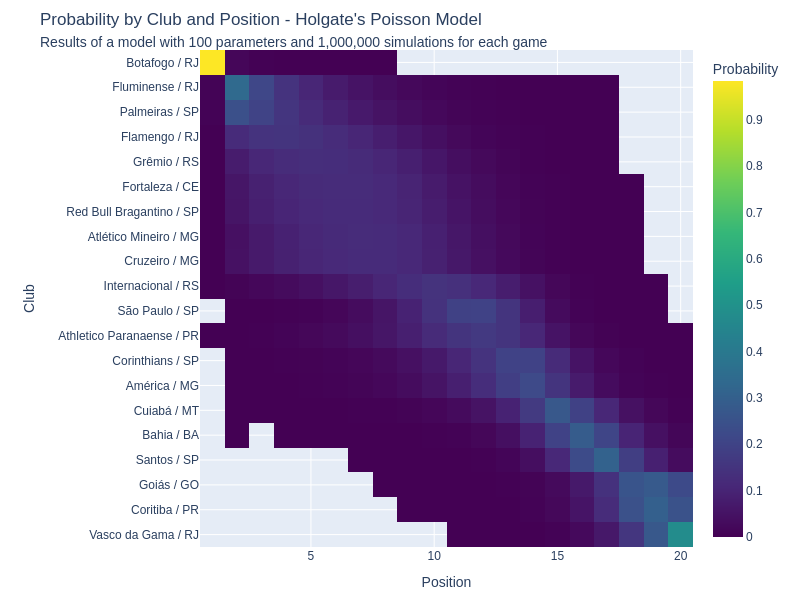 Probability by Club and Position - Holgate's Poisson Model
Results of a model with 100 parameters and 1,000,000 simulations for each game
Probability
Club
Botafogo / RJ
Fluminense / RJ
Palmeiras / SP
Flamengo / RJ
Grêmio / RS
Fortaleza / CE
Red Bull Bragantino / SP
Atlético Mineiro / MG
Cruzeiro / MG
Internacional / RS
São Paulo / SP
Athletico Paranaense / PR
Corinthians / SP
América / MG
Cuiabá / MT
Bahia / BA
Santos / SP
Goiás / GO
Coritiba / PR
Vasco da Gama / RJ
0.9
0.8
0.7
0.6
0.5
0.4
0.3
0.2
0.1
0
5
10
15
20
Position